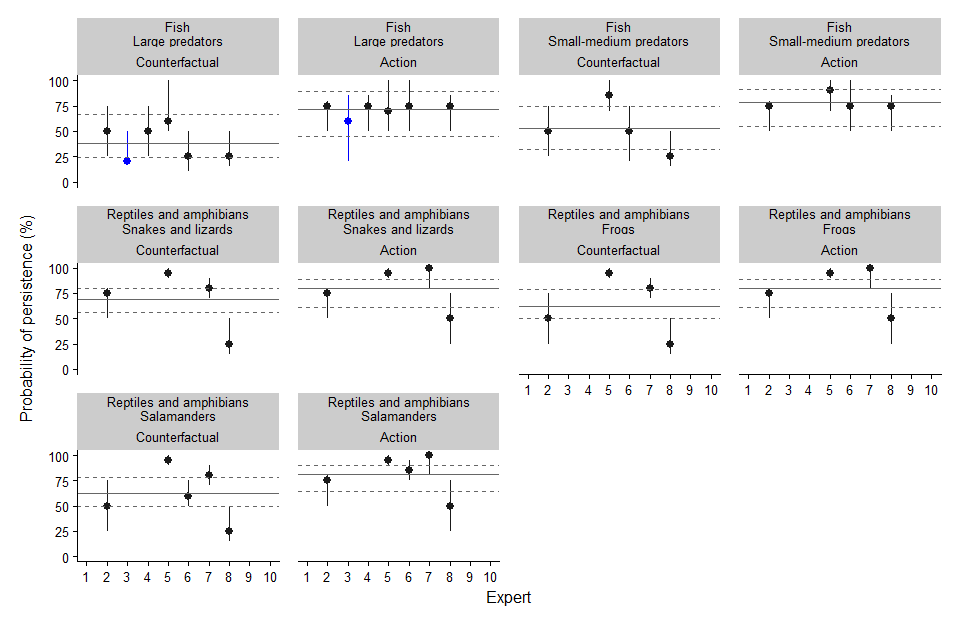 Fish
Large predators
Counterfactual
Fish
Large predators
Action
Fish
Small-medium predators
Counterfactual
Fish
Small-medium predators
Action
100
75
50
25
0
Reptiles and amphibians
Snakes and lizards
Counterfactual
Reptiles and amphibians
Snakes and lizards
Action
Reptiles and amphibians
Frogs
Counterfactual
Reptiles and amphibians
Frogs
Action
100
75
50
25
0
1 2 3 4 5 6 7 8 9 10
1 2 3 4 5 6 7 8 9 10
Reptiles and amphibians
Salamanders
Counterfactual
Reptiles and amphibians
Salamanders
Action
100
75
50
25
0
1 2 3 4 5 6 7 8 9 10
1 2 3 4 5 6 7 8 9 10
Probability of persistence (%)
Expert